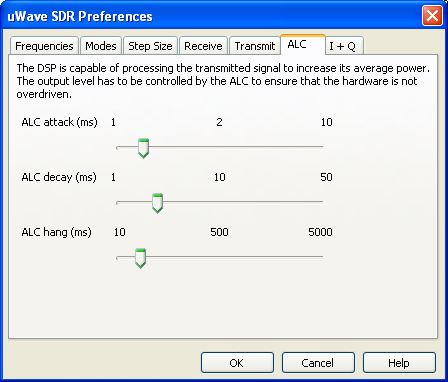 uWave SDR Preferences
Frequencies Modes Step Size Receive Transmit ALC I + Q
The DSP is capable of processing the transmitted signal to increase its average power.
The output level has to be controlled by the ALC to ensure that the hardware is not
overdriven.
ALC attack (ms) 1 2 10
ALC decay (ms) 1 10 50
ALC hang (ms) 10 500 5000
OK Cancel Help